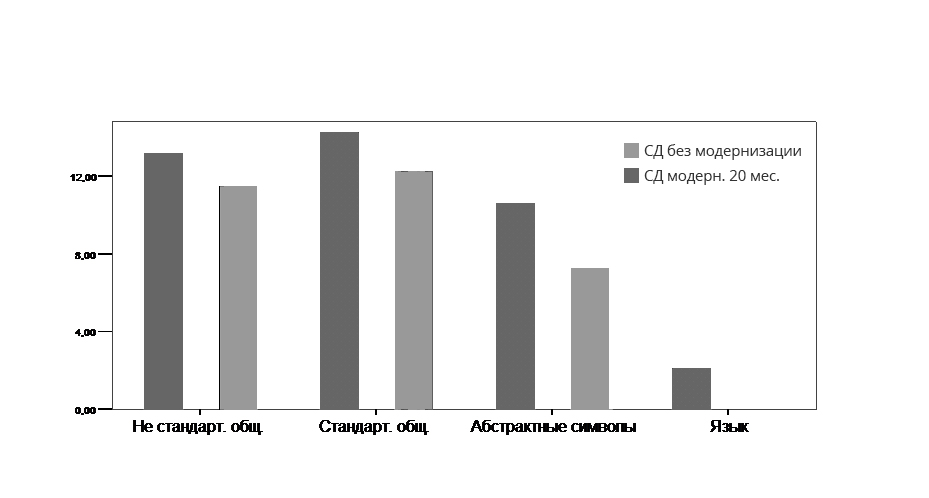 СД без модернизации
СД модерн. 20 мес.
12,00
8,00
4,00
0,00
Не стандарт. общ.
Стандарт. общ.
Абстрактные символы
Язык